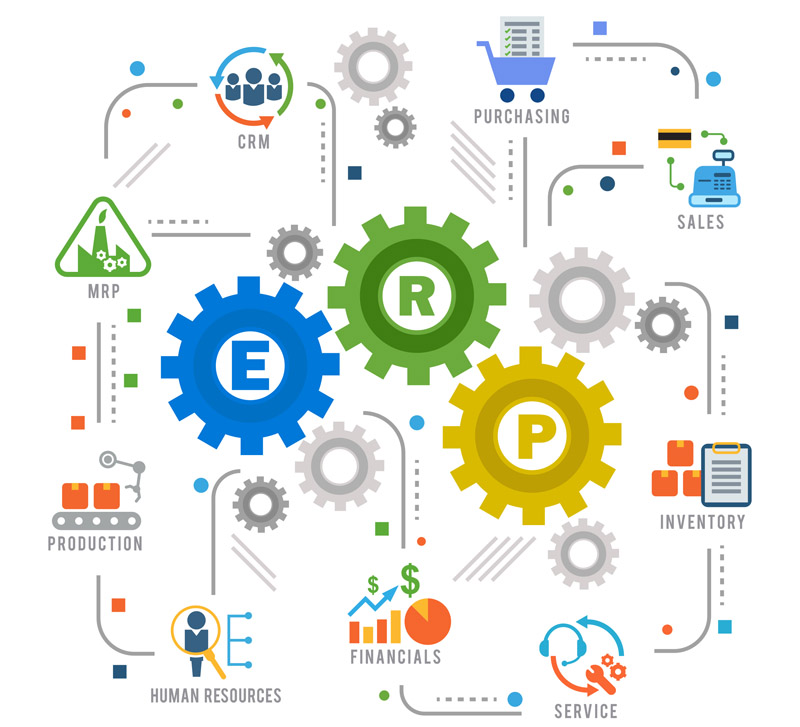 CRM
PURCHASING
SALES
MRP
E
R
P
PRODUCTION
INVENTORY
$ $
HUMAN RESOURCES
FINANCIALS
SERVICE